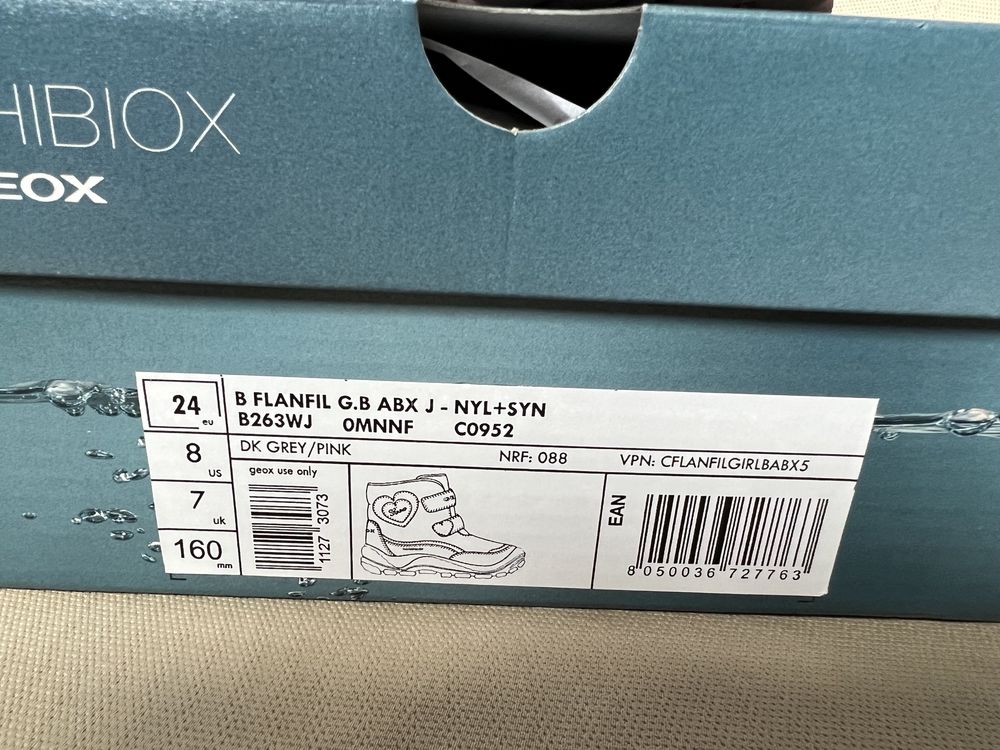 HIBIOX
EOX
24 eu
B FLANFIL G.B ABX J - NYL+SYN
B263WJ 0MNNF C0952
8 US
DK GREY/PINK NRF: 088 VPN: CFLANFILGIRLBABX5
7 uk
geox use only
1127 3073
EAN
160 mm
8 050036 727763